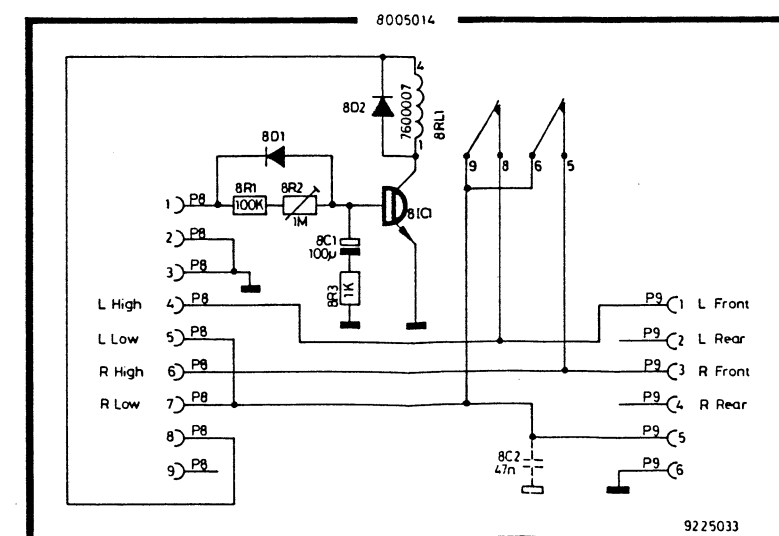 8005014
4
8D2
7600007
8RL1
1
8D1
9 8 6 5
8R1 8R2
1 P8 100K 1M
8IC1
2 P8
8C1
100µ
3 P8
8R3 1K
L High 4 P8 P9 1 L Front
L Low 5 P8 P9 2 L Rear
R High 6 P8 P9 3 R Front
R Low 7 P8 P9 4 R Rear
8 P8 P9 5
8C2
47n
9 P8 P9 6
9225033